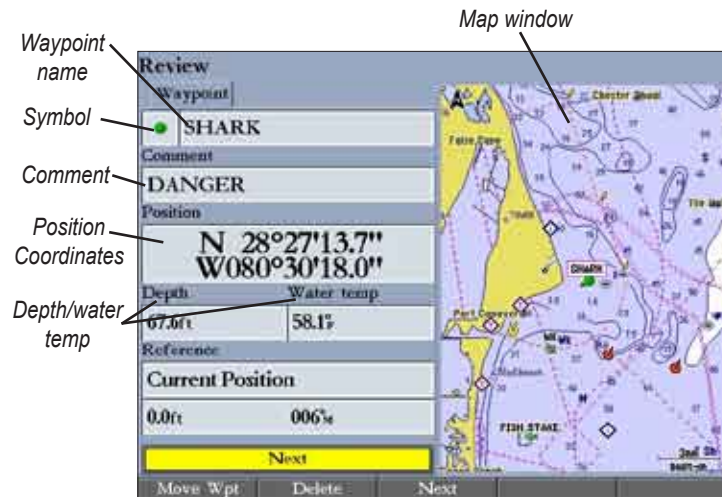 Waypoint name
Map window
Symbol
Comment
Position Coordinates
Depth/water temp
Review
Waypoint
SHARK
Comment
DANGER
Position
N 28°27'13.7"
W080°30'18.0"
Depth Water temp
67.6ft 58.1°F
Reference
Current Position
0.0ft 006°M
Next
Move Wpt Delete Next
Chester Shoal
False Cape
TOWER
SHARK
Port Canaveral
FISH STAKE